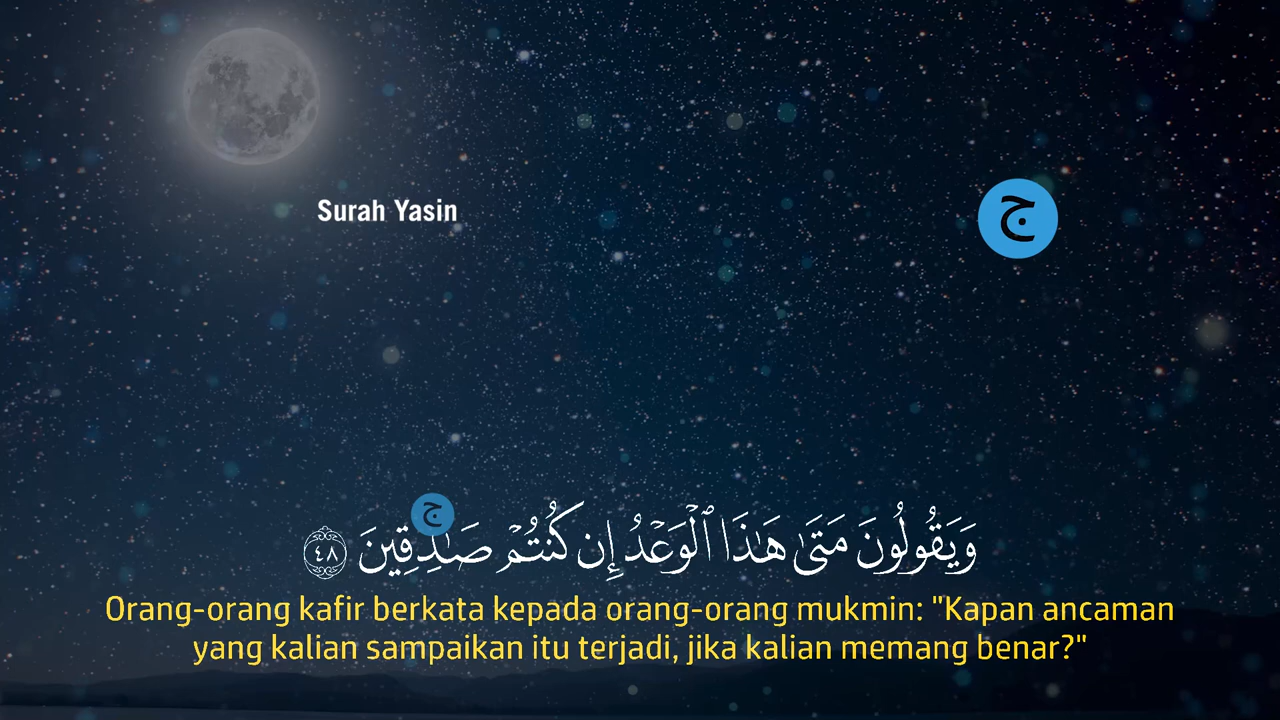 Surah Yasin
ج
ج
وَيَقُولُونَ مَتَىٰ هَـٰذَا ٱلْوَعْدُ إِن كُنتُمْ صَـٰدِقِينَ ٤٨
Orang-orang kafir berkata kepada orang-orang mukmin: "Kapan ancaman
yang kalian sampaikan itu terjadi, jika kalian memang benar?"